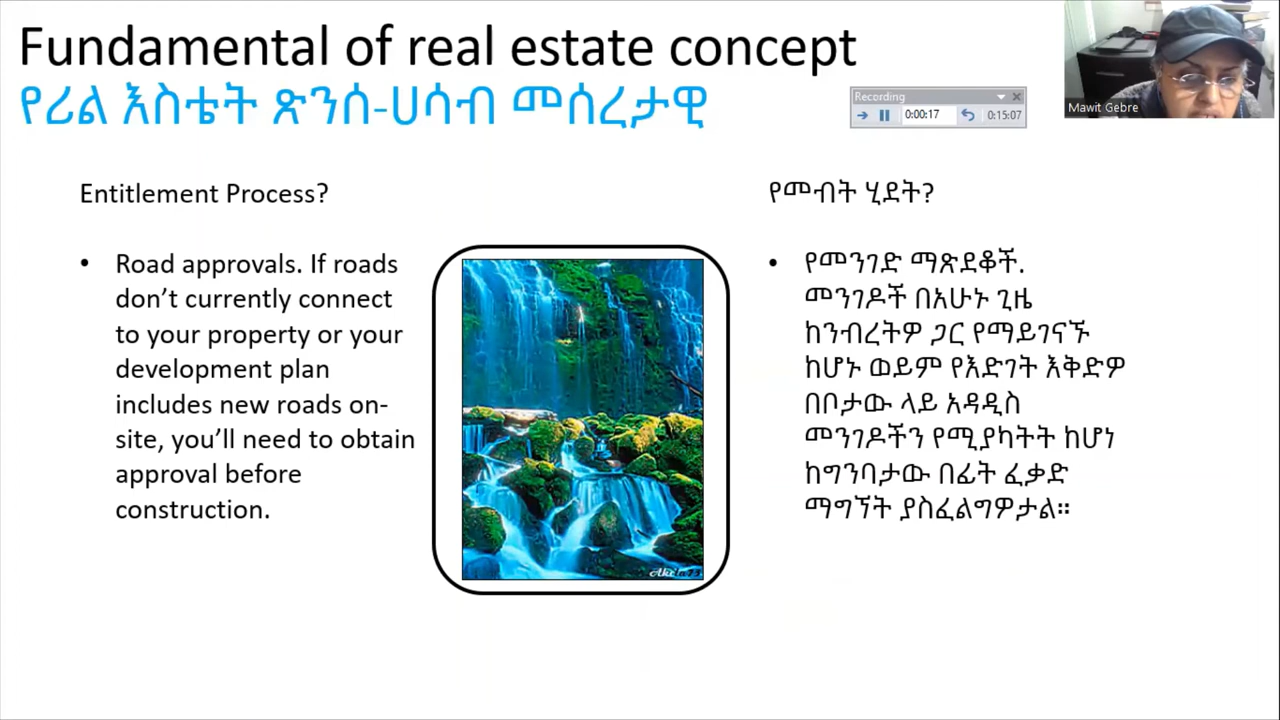 Fundamental of real estate concept
የሪል እስቴት ጽንሰ-ሀሳብ መሰረታዊ
Recording
0:00:17
0:15:07
Mawit Gebre
Entitlement Process?
• Road approvals. If roads
don’t currently connect
to your property or your
development plan
includes new roads on-
site, you’ll need to obtain
approval before
construction.
የመብት ሂደት?
• የመንገድ ማጽደቆች.
መንገዶች በአሁኑ ጊዜ
ከንብረትዎ ጋር የማይገናኙ
ከሆኑ ወይም የእድገት እቅድዎ
በቦታው ላይ አዳዲስ
መንገዶችን የሚያካትት ከሆነ
ከግንባታው በፊት ፈቃድ
ማግኘት ያስፈልግዎታል።